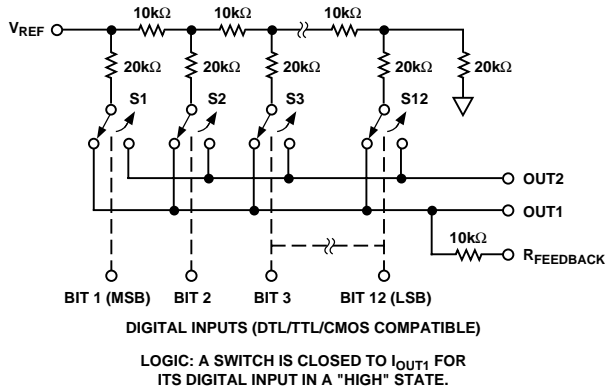 10kΩ 10kΩ 10kΩ
VREF
20kΩ 20kΩ 20kΩ 20kΩ 20kΩ
S1 S2 S3 S12
OUT2
OUT1
10kΩ
RFEEDBACK
BIT 1 (MSB) BIT 2 BIT 3 BIT 12 (LSB)
DIGITAL INPUTS (DTL/TTL/CMOS COMPATIBLE)
LOGIC: A SWITCH IS CLOSED TO IOUT1 FOR
ITS DIGITAL INPUT IN A "HIGH" STATE.